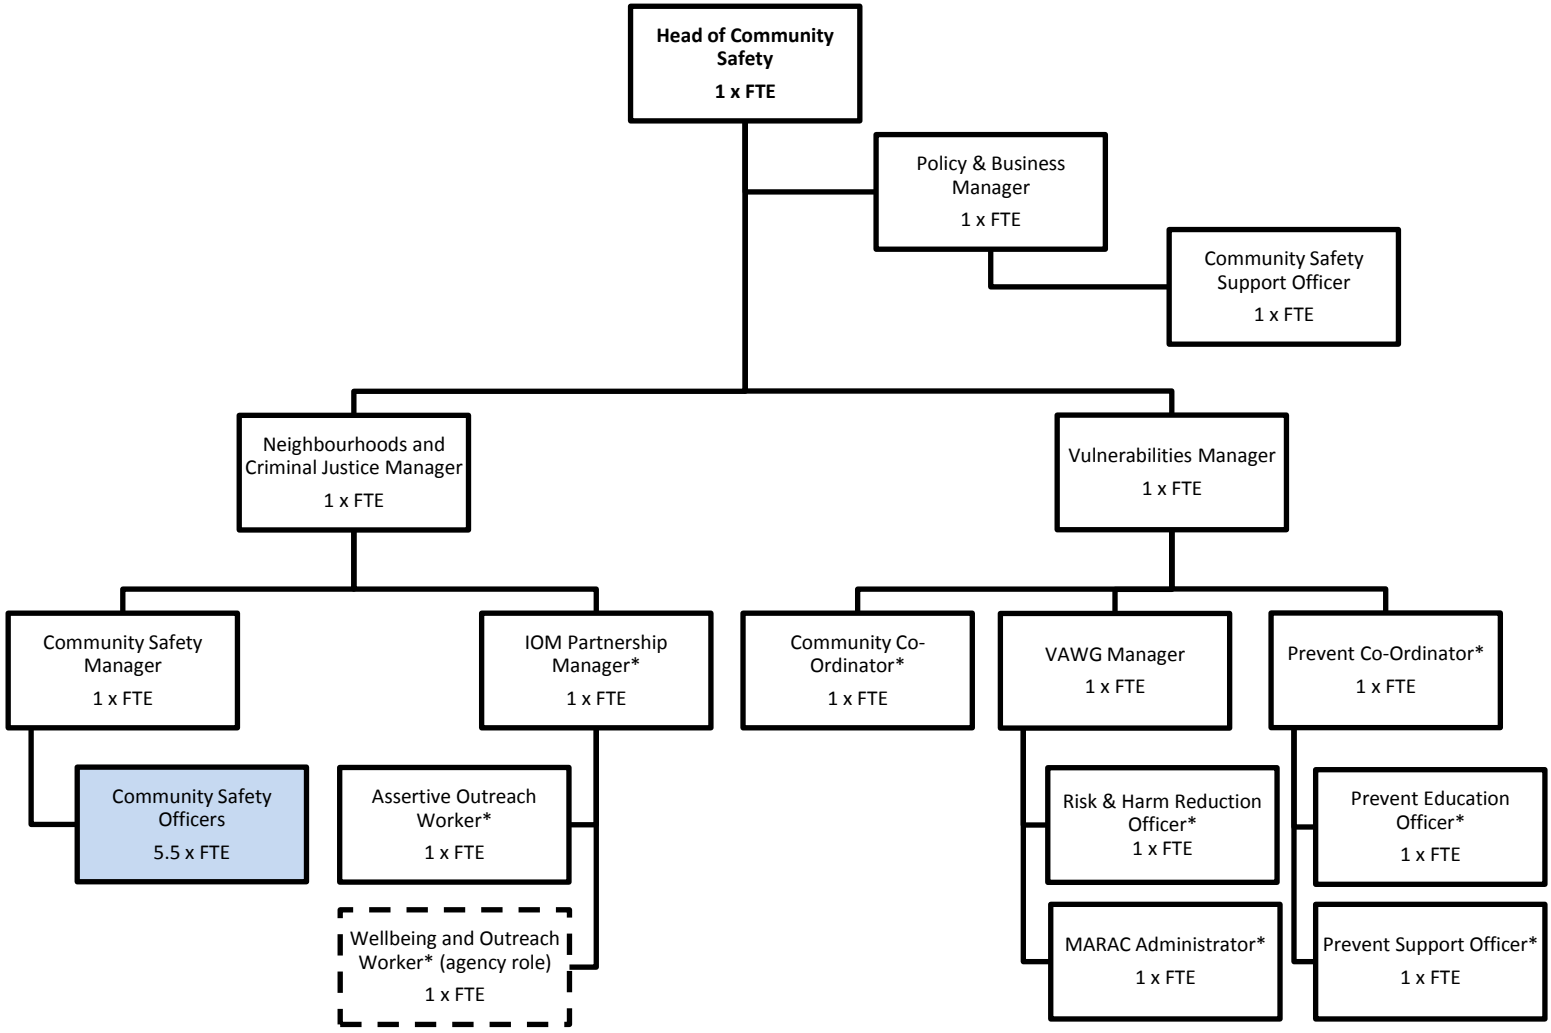 Head of Community
Safety
1 x FTE
Policy & Business
Manager
1 x FTE
Community Safety
Support Officer
1 x FTE
Neighbourhoods and
Criminal Justice Manager
1 x FTE
Vulnerabilities Manager
1 x FTE
Community Safety
Manager
1 x FTE
IOM Partnership
Manager*
1 x FTE
Community Co-
Ordinator*
1 x FTE
VAWG Manager
1 x FTE
Prevent Co-Ordinator*
1 x FTE
Community Safety
Officers
5.5 x FTE
Assertive Outreach
Worker*
1 x FTE
Risk & Harm Reduction
Officer*
1 x FTE
Prevent Education
Officer*
1 x FTE
Wellbeing and Outreach
Worker* (agency role)
1 x FTE
MARAC Administrator*
1 x FTE
Prevent Support Officer*
1 x FTE